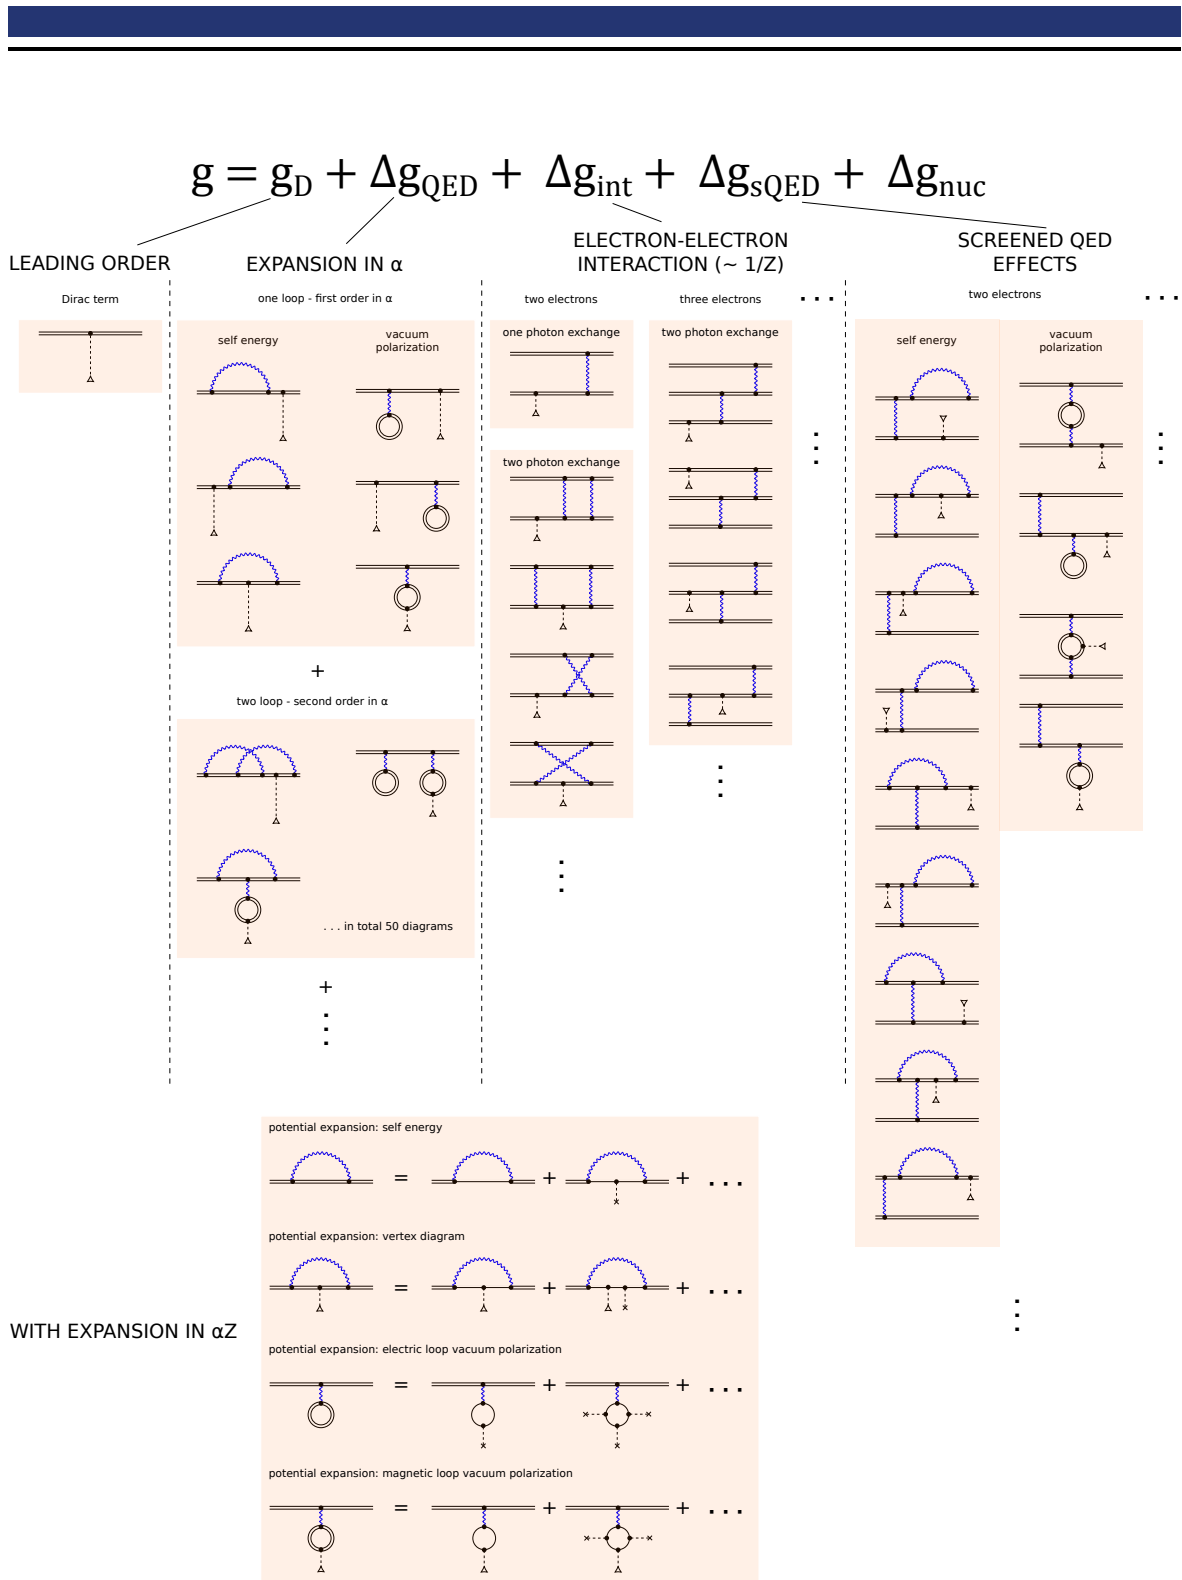 g = g_D + Δg_QED + Δg_int + Δg_sQED + Δg_nuc
LEADING ORDER
EXPANSION IN α
ELECTRON-ELECTRON
INTERACTION (~ 1/Z)
SCREENED QED
EFFECTS
Dirac term
one loop - first order in α
self energy
vacuum
polarization
+
two loop - second order in α
. . . in total 50 diagrams
+
⋮
two electrons
one photon exchange
two photon exchange
⋮
three electrons
two photon exchange
⋮
...
⋮
two electrons
...
self energy
vacuum
polarization
⋮
⋮
WITH EXPANSION IN αZ
potential expansion: self energy
= + + ...
potential expansion: vertex diagram
= + + ...
potential expansion: electric loop vacuum polarization
= + + ...
potential expansion: magnetic loop vacuum polarization
= + + ...